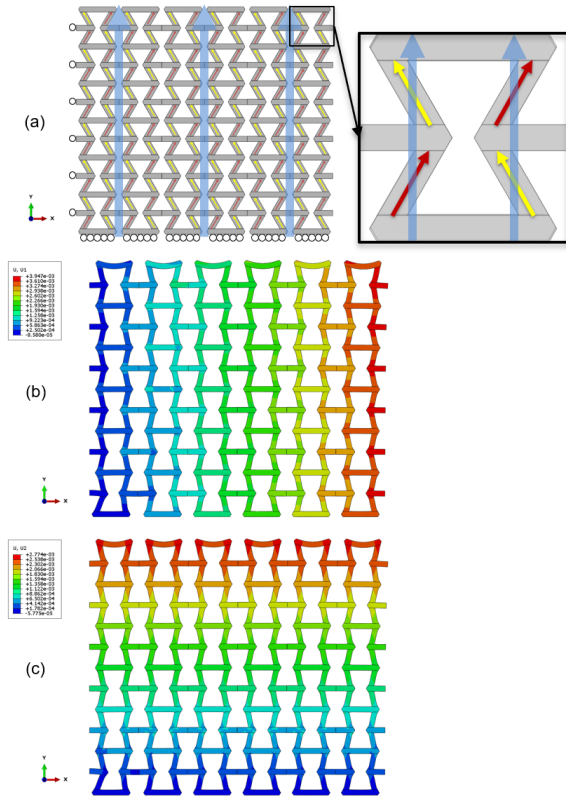 (a)
Y
X
U, U1
+3.947e-03
+3.610e-03
+3.274e-03
+2.938e-03
+2.602e-03
+2.266e-03
+1.930e-03
+1.594e-03
+1.258e-03
+9.223e-04
+5.863e-04
+2.502e-04
-8.580e-05
(b)
Y
X
U, U2
+2.774e-03
+2.538e-03
+2.302e-03
+2.066e-03
+1.830e-03
+1.594e-03
+1.358e-03
+1.122e-03
+8.862e-04
+6.502e-04
+4.142e-04
+1.782e-04
-5.775e-05
(c)
Y
X